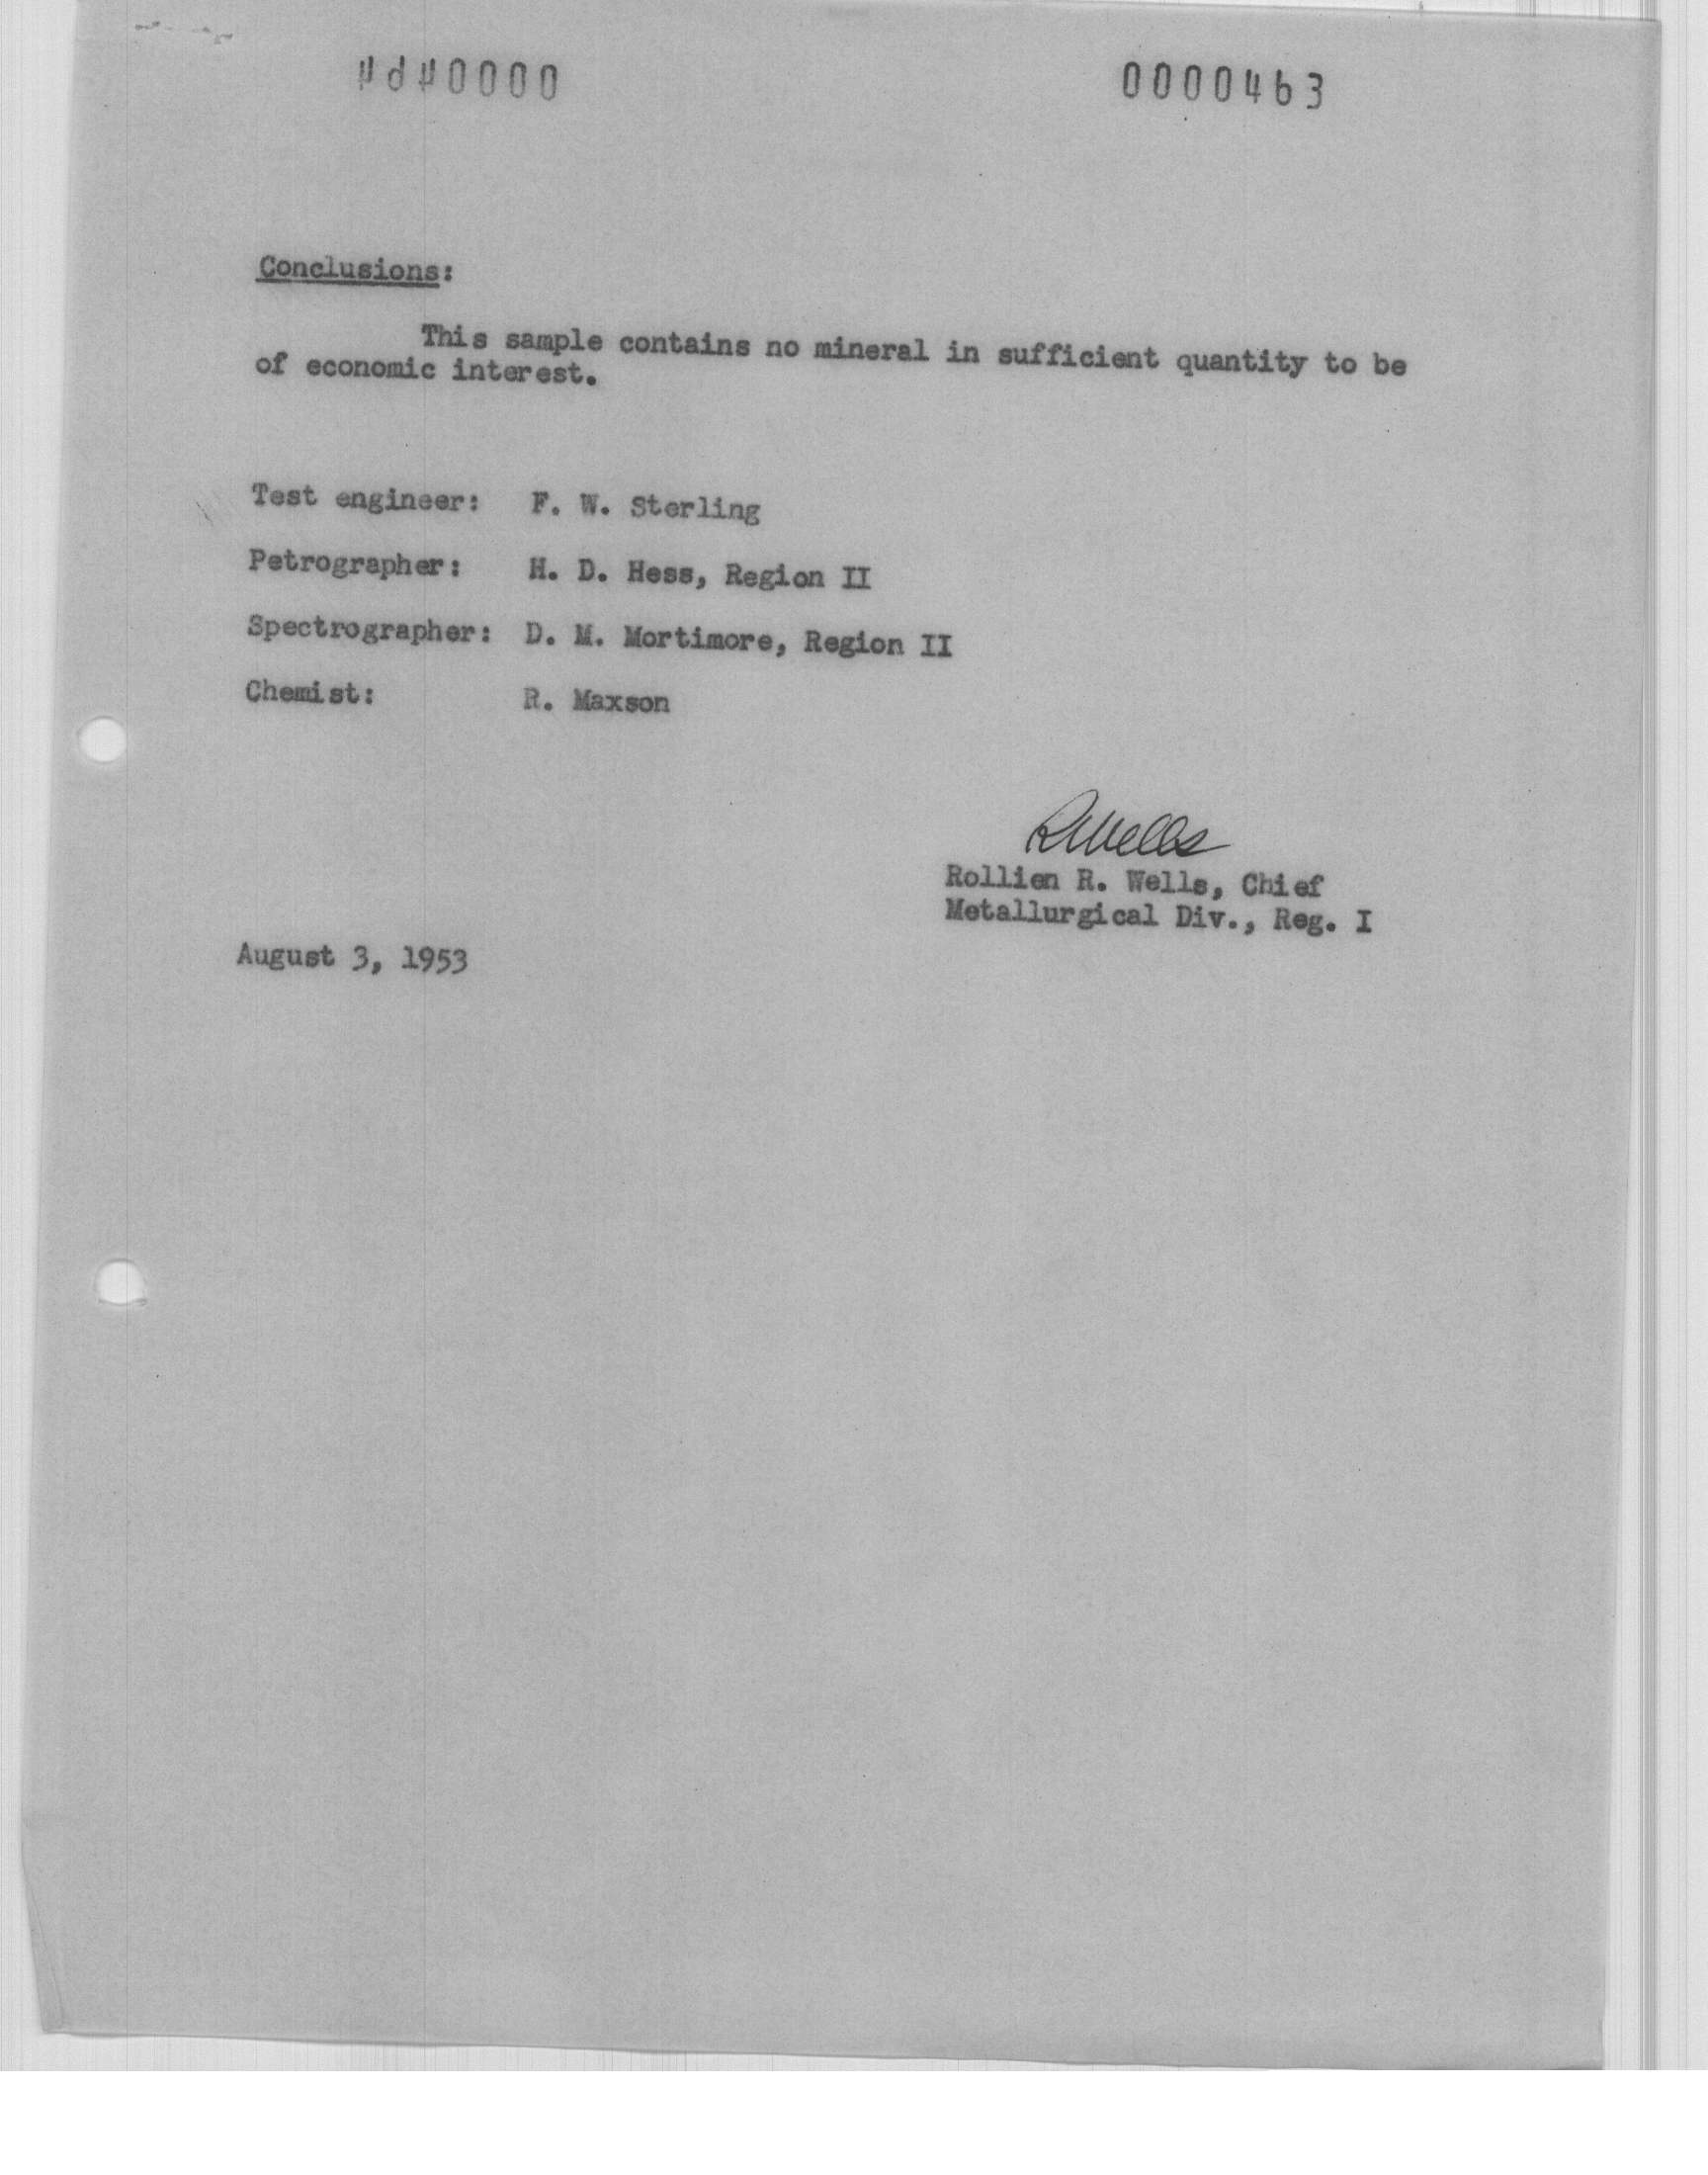 0000463
Conclusions:
This sample contains no mineral in sufficient quantity to be
of economic interest.
Test engineer: F. W. Sterling
Petrographer: H. D. Hess, Region II
Spectrographer: D. M. Mortimore, Region II
Chemist: R. Maxson
RWells
Rollien R. Wells, Chief
Metallurgical Div., Reg. I
August 3, 1953